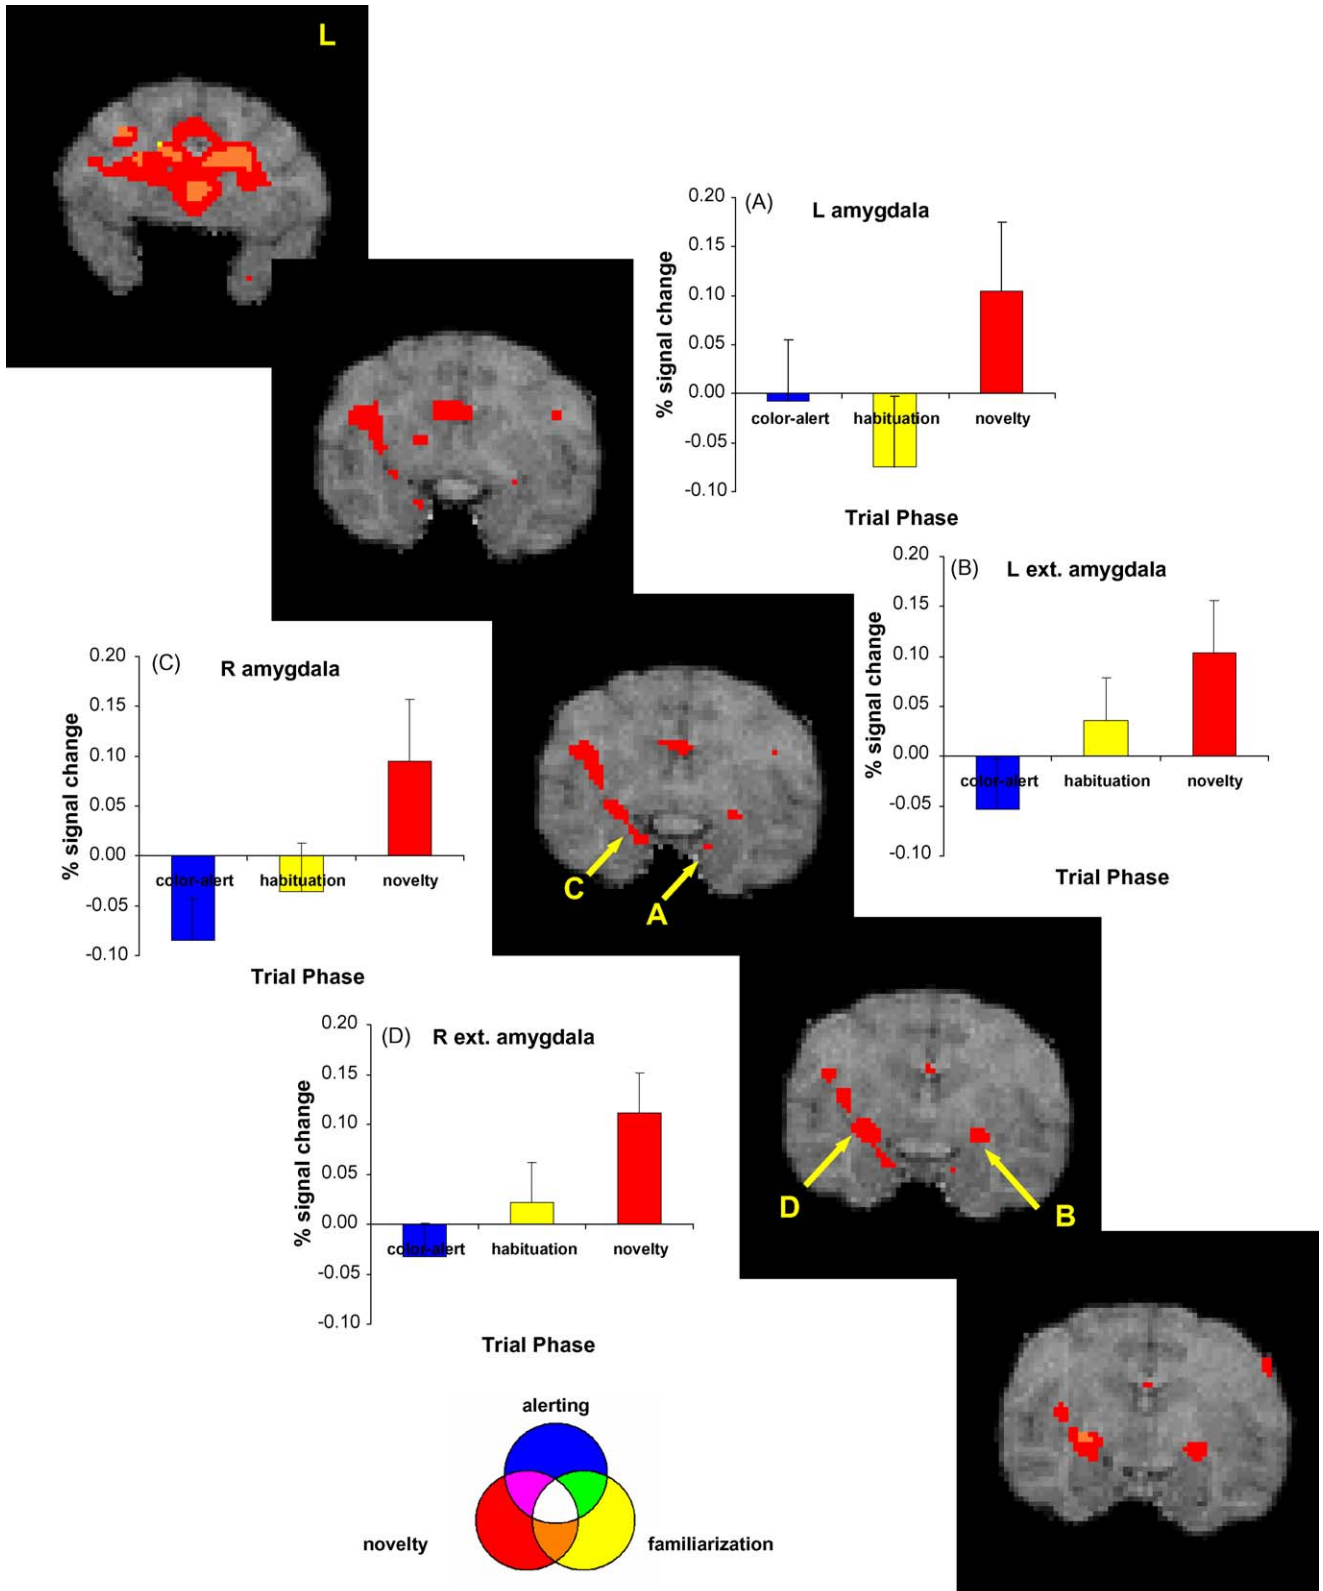 L
(A)
L amygdala
0.20
0.15
0.10
0.05
0.00
-0.05
-0.10
% signal change
color-alert
habituation
novelty
Trial Phase
(B)
L ext. amygdala
0.20
0.15
0.10
0.05
0.00
-0.05
-0.10
% signal change
color-alert
habituation
novelty
Trial Phase
(C)
R amygdala
0.20
0.15
0.10
0.05
0.00
-0.05
-0.10
% signal change
color-alert
habituation
novelty
Trial Phase
C
A
(D)
R ext. amygdala
0.20
0.15
0.10
0.05
0.00
-0.05
-0.10
% signal change
color-alert
habituation
novelty
Trial Phase
D
B
alerting
novelty
familiarization